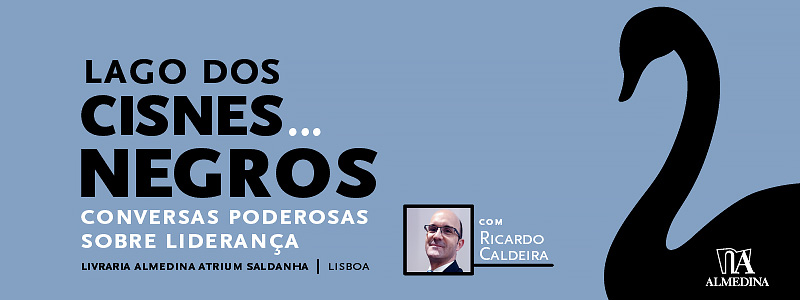 LAGO DOS
CISNES...
NEGROS
CONVERSAS PODEROSAS
SOBRE LIDERANÇA
LIVRARIA ALMEDINA ATRIUM SALDANHA | LISBOA
COM
RICARDO
CALDEIRA
ALMEDINA